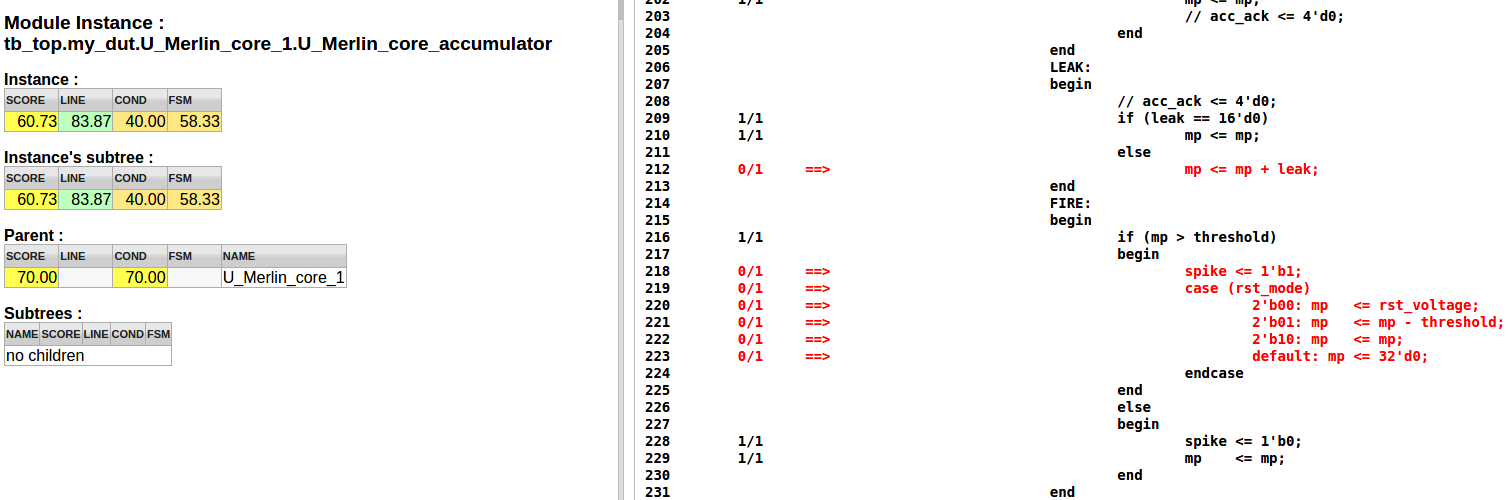 Module Instance :
tb_top.my_dut.U_Merlin_core_1.U_Merlin_core_accumulator
Instance :
SCORE LINE COND FSM
60.73 83.87 40.00 58.33
Instance's subtree :
SCORE LINE COND FSM
60.73 83.87 40.00 58.33
Parent :
SCORE LINE COND FSM NAME
70.00 70.00 U_Merlin_core_1
Subtrees :
NAME SCORE LINE COND FSM
no children
202 1/1 mp <= mp;
203 // acc_ack <= 4'd0;
204 end
205 end
206 LEAK:
207 begin
208 // acc_ack <= 4'd0;
209 1/1 if (leak == 16'd0)
210 1/1 mp <= mp;
211 else
212 0/1 ==> mp <= mp + leak;
213 end
214 FIRE:
215 begin
216 1/1 if (mp > threshold)
217 begin
218 0/1 ==> spike <= 1'b1;
219 0/1 ==> case (rst_mode)
220 0/1 ==> 2'b00: mp <= rst_voltage;
221 0/1 ==> 2'b01: mp <= mp - threshold;
222 0/1 ==> 2'b10: mp <= mp;
223 0/1 ==> default: mp <= 32'd0;
224 endcase
225 end
226 else
227 begin
228 1/1 spike <= 1'b0;
229 1/1 mp <= mp;
230 end
231 end